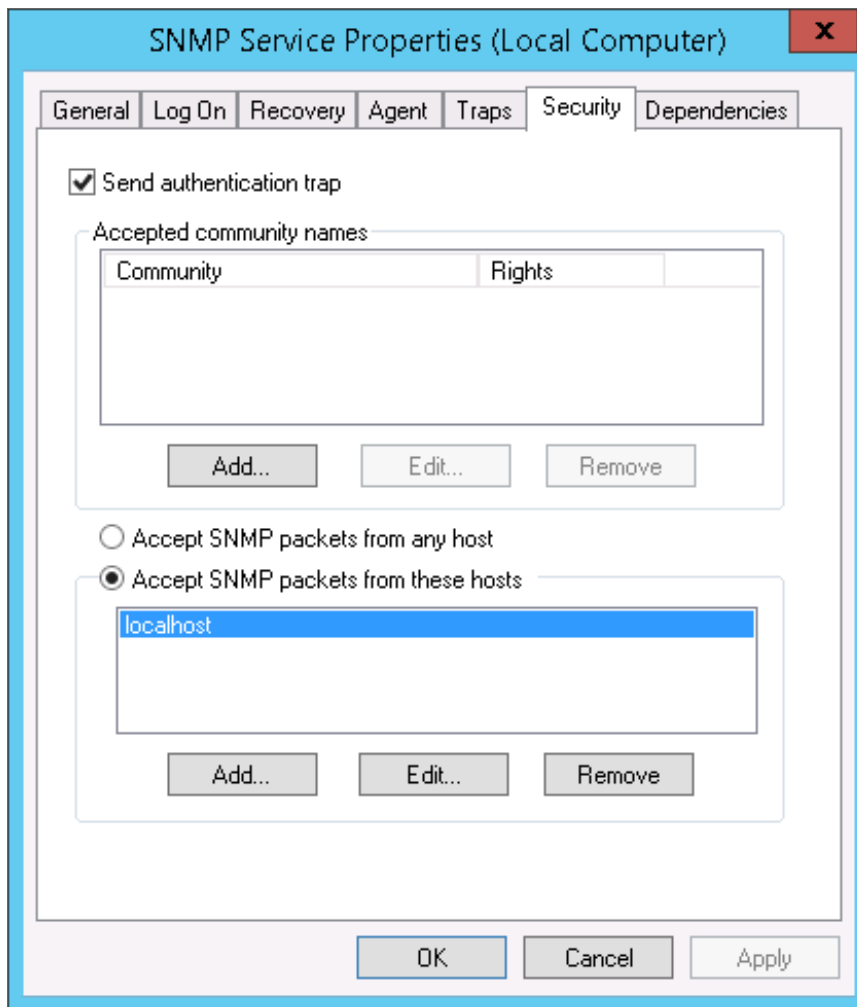 SNMP Service Properties (Local Computer)
x
General Log On Recovery Agent Traps Security Dependencies
Send authentication trap
Accepted community names
Community Rights
Add... Edit... Remove
Accept SNMP packets from any host
Accept SNMP packets from these hosts
localhost
Add... Edit... Remove
OK Cancel Apply